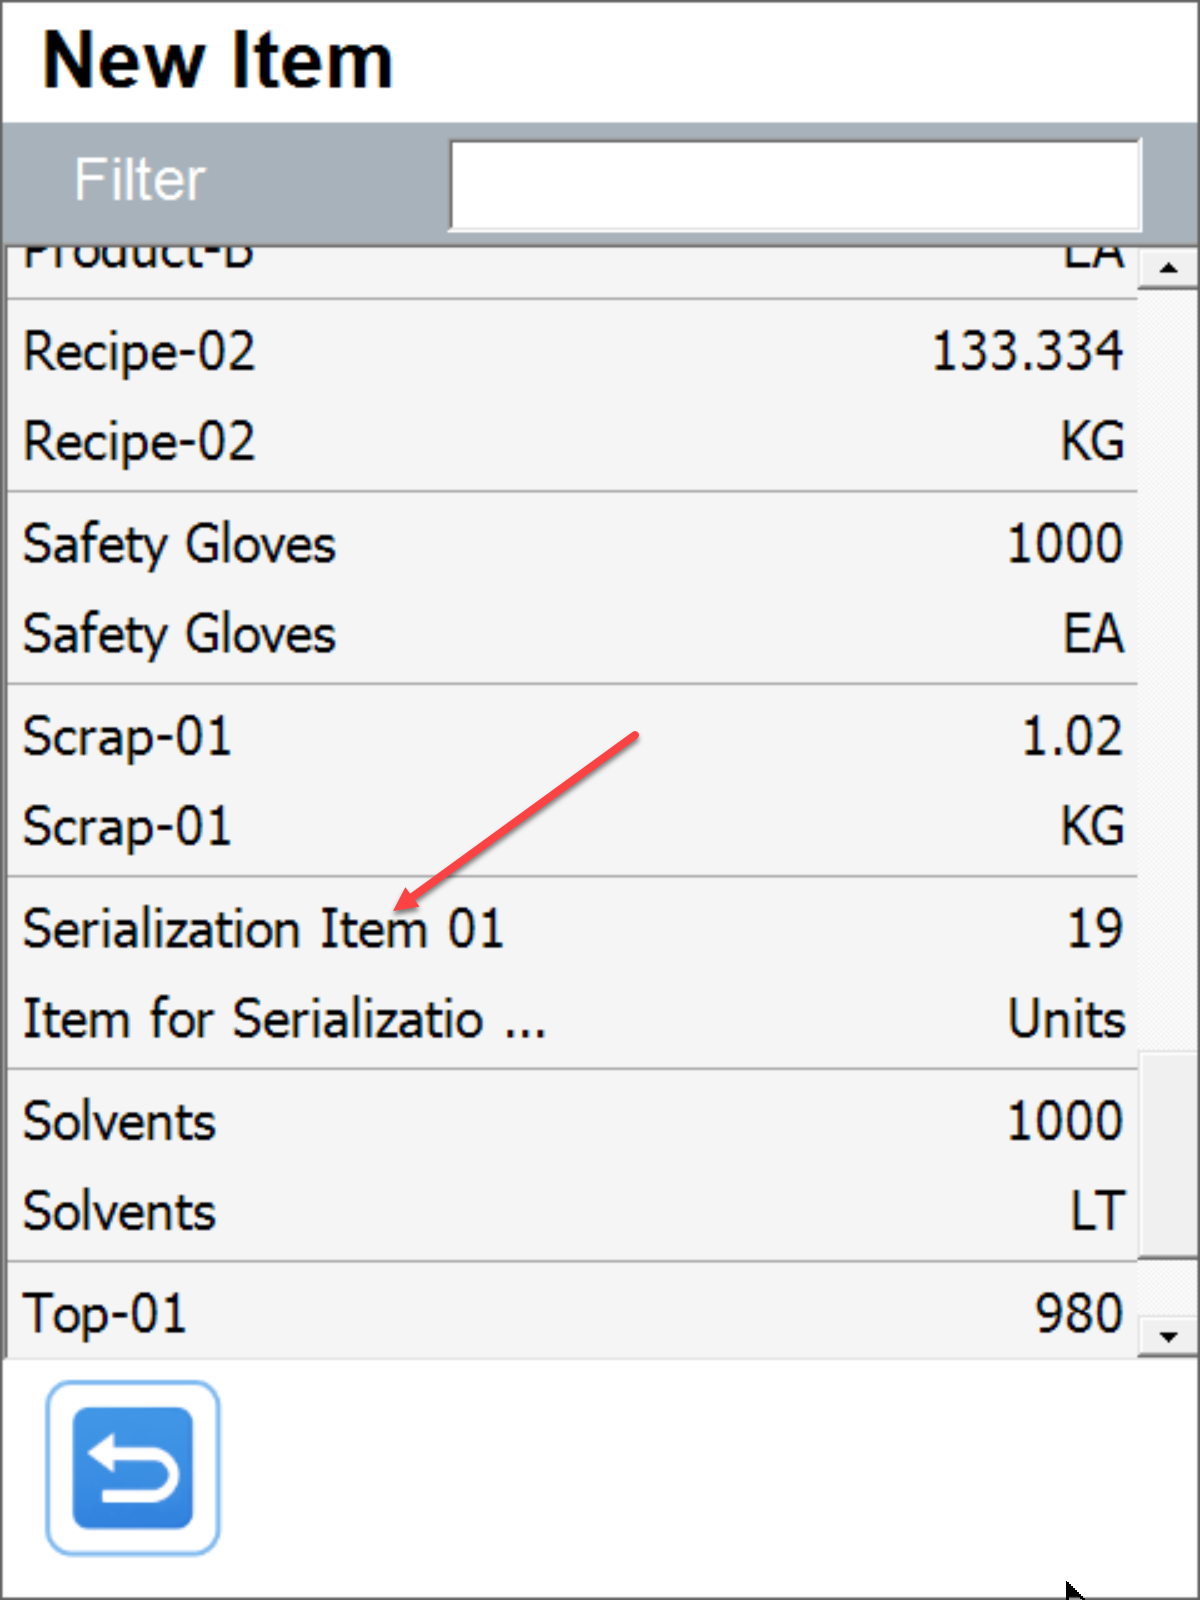 New Item
Filter
Product-B EA
Recipe-02 133.334
Recipe-02 KG
Safety Gloves 1000
Safety Gloves EA
Scrap-01 1.02
Scrap-01 KG
Serialization Item 01 19
Item for Serializatio ... Units
Solvents 1000
Solvents LT
Top-01 980